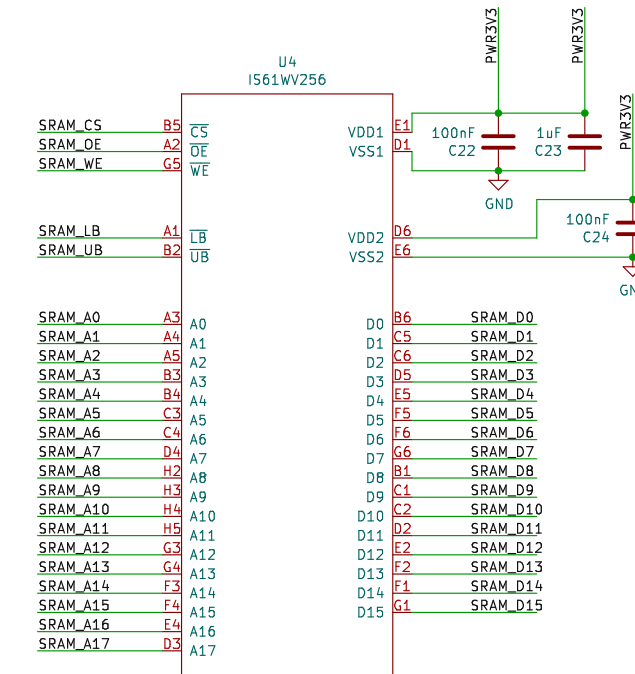 PWR3V3 PWR3V3
U4
IS61WV256
PWR3V3
SRAM_CS B5 CS VDD1 E1 100nF 1uF
SRAM_OE A2 OE VSS1 D1 C22 C23
SRAM_WE G5 WE
GND
100nF
SRAM_LB A1 LB VDD2 D6 C24
SRAM_UB B2 UB VSS2 E6
GN
SRAM_A0 A3 A0 D0 B6 SRAM_D0
SRAM_A1 A4 A1 D1 C5 SRAM_D1
SRAM_A2 A5 A2 D2 C6 SRAM_D2
SRAM_A3 B3 A3 D3 D5 SRAM_D3
SRAM_A4 B4 A4 D4 E5 SRAM_D4
SRAM_A5 C3 A5 D5 F5 SRAM_D5
SRAM_A6 C4 A6 D6 F6 SRAM_D6
SRAM_A7 D4 A7 D7 G6 SRAM_D7
SRAM_A8 H2 A8 D8 B1 SRAM_D8
SRAM_A9 H3 A9 D9 C1 SRAM_D9
SRAM_A10 H4 A10 D10 C2 SRAM_D10
SRAM_A11 H5 A11 D11 D2 SRAM_D11
SRAM_A12 G3 A12 D12 E2 SRAM_D12
SRAM_A13 G4 A13 D13 F2 SRAM_D13
SRAM_A14 F3 A14 D14 F1 SRAM_D14
SRAM_A15 F4 A15 D15 G1 SRAM_D15
SRAM_A16 E4 A16
SRAM_A17 D3 A17